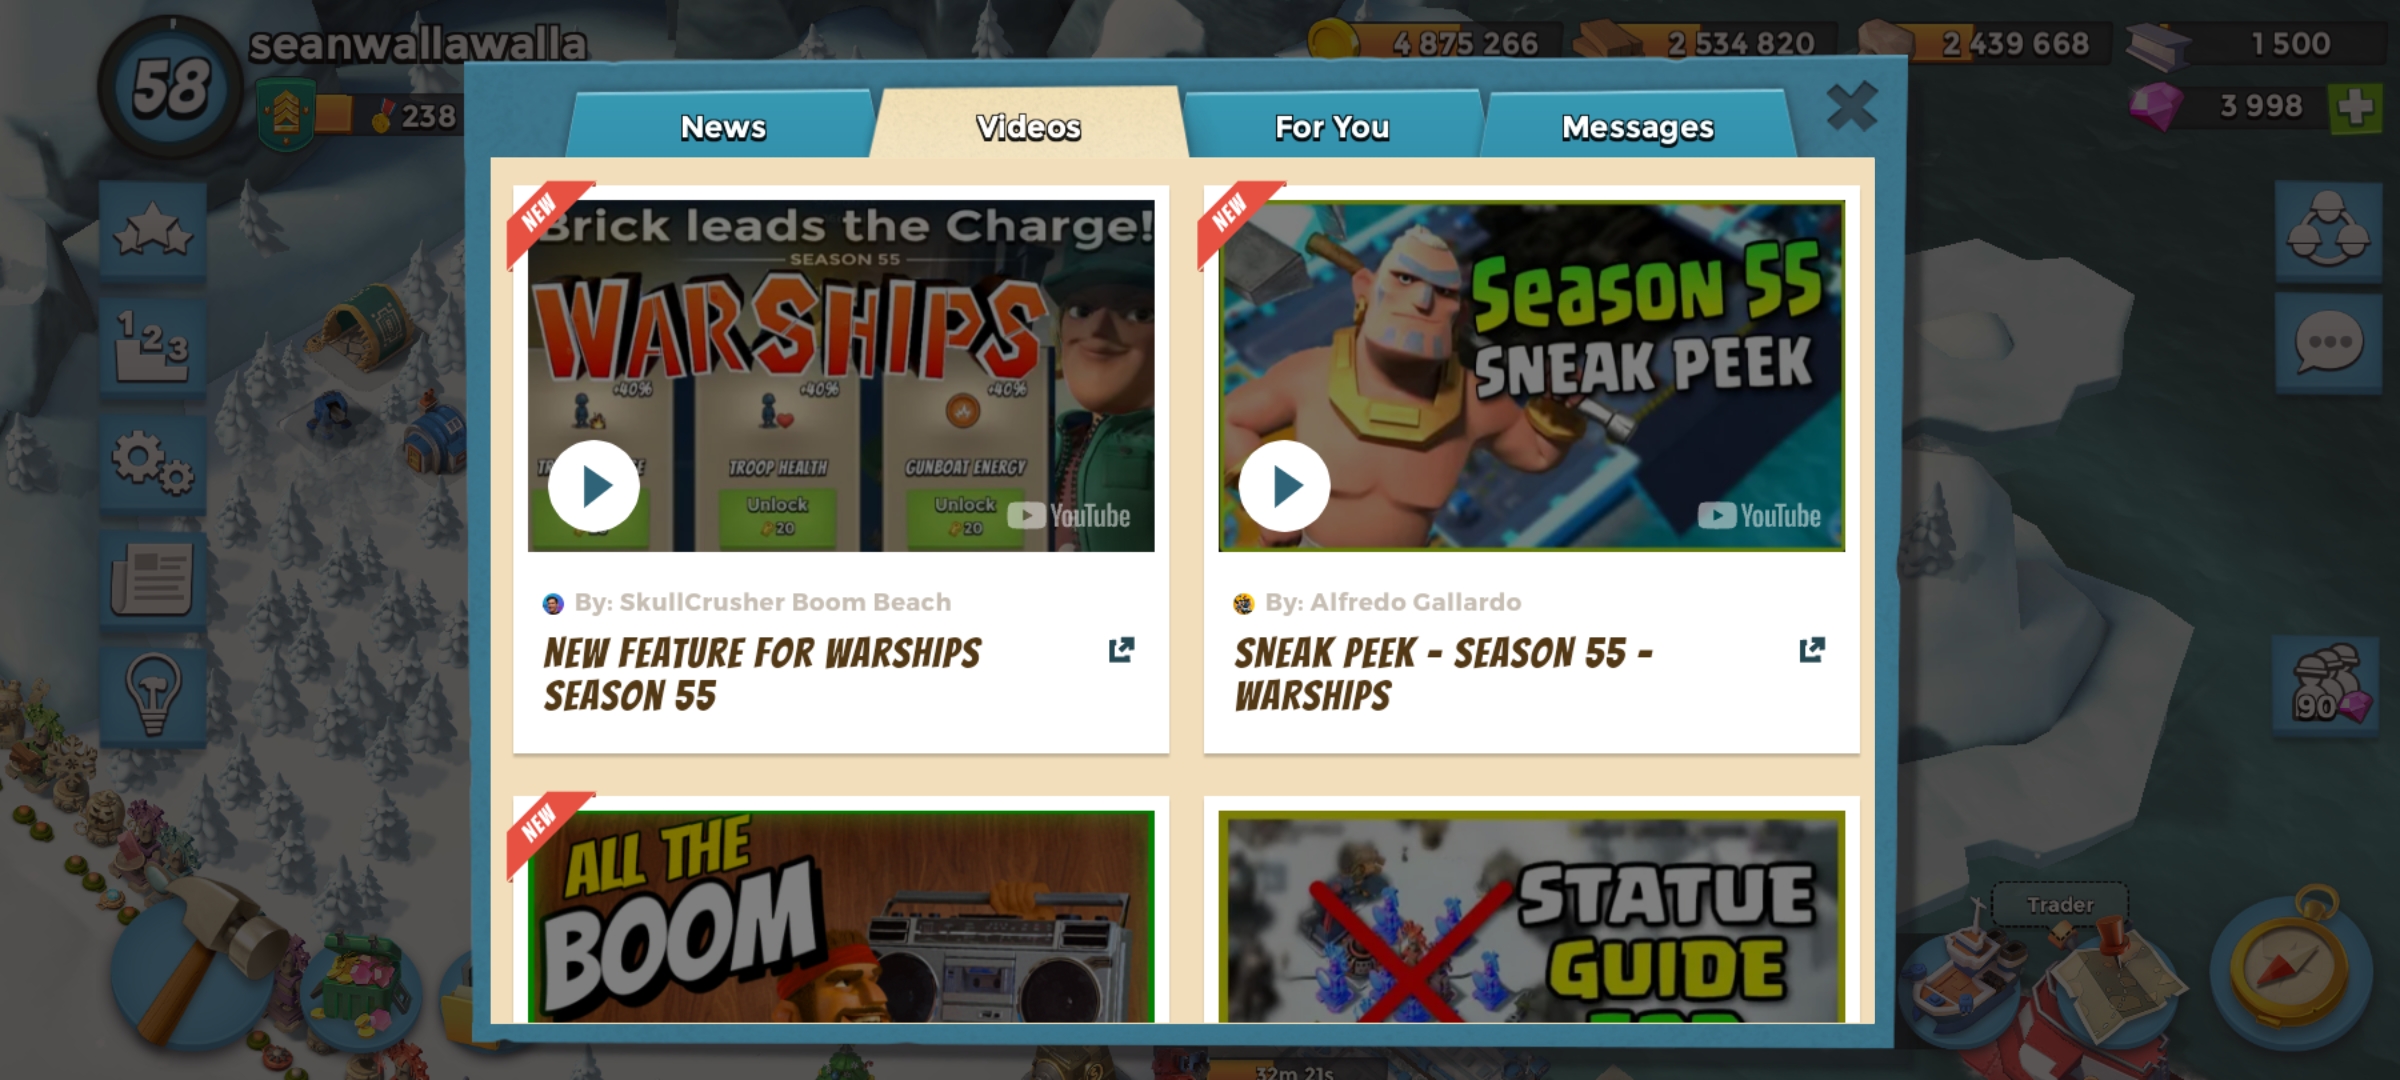 58
seanwallawalla
238
4 875 266
2 534 820
2 439 668
1 500
3 998
News
Videos
For You
Messages
NEW
Brick leads the Charge!
SEASON 55
WARSHIPS
+40%
+40%
+40%
TROOP HEALTH
GUNBOAT ENERGY
Unlock
20
Unlock
20
YouTube
By: SkullCrusher Boom Beach
NEW FEATURE FOR WARSHIPS
SEASON 55
NEW
SEASON 55
SNEAK PEEK
YouTube
By: Alfredo Gallardo
SNEAK PEEK - SEASON 55 -
WARSHIPS
NEW
ALL THE
BOOM
STATUE
GUIDE
123
90
Trader
32m 21s